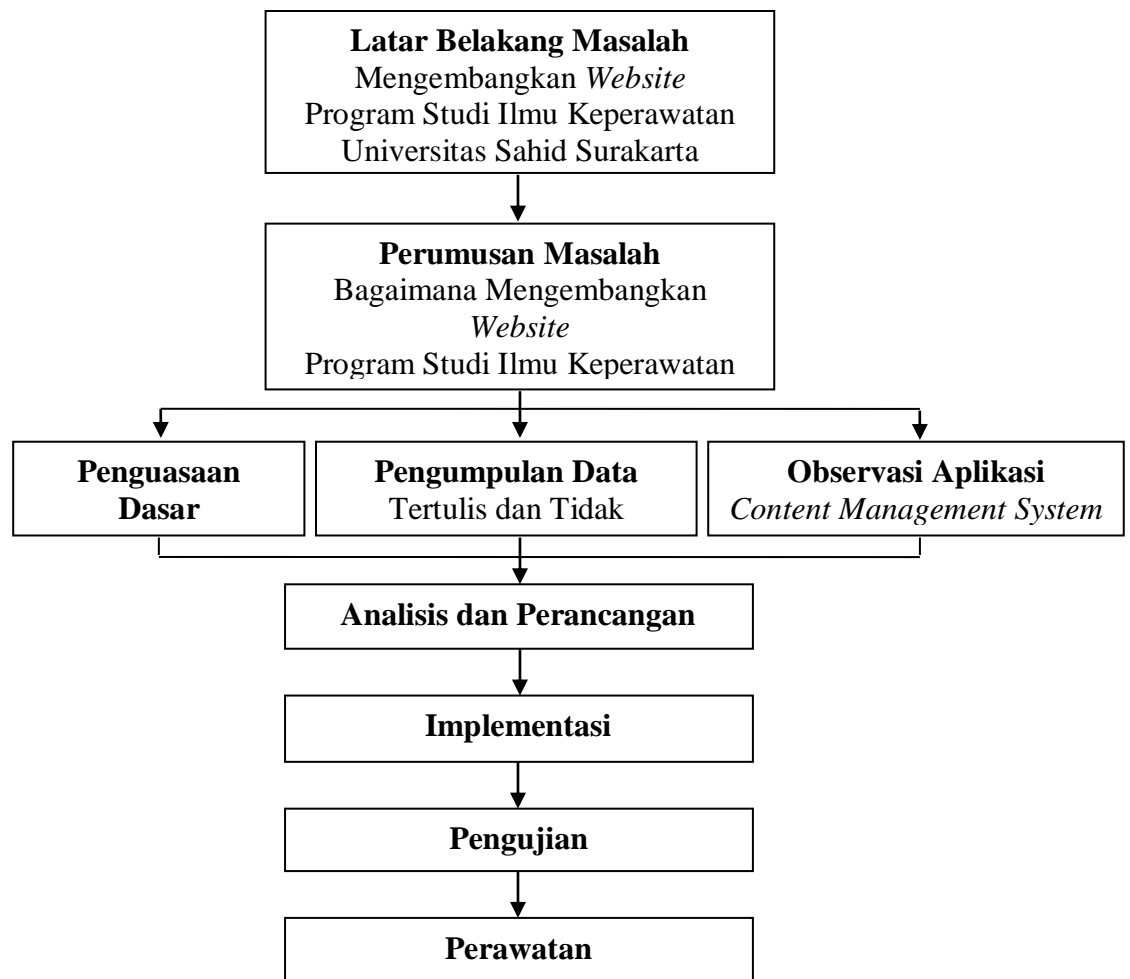 Latar Belakang Masalah
Mengembangkan Website
Program Studi Ilmu Keperawatan
Universitas Sahid Surakarta
Perumusan Masalah
Bagaimana Mengembangkan
Website
Program Studi Ilmu Keperawatan
Penguasaan
Dasar
Pengumpulan Data
Tertulis dan Tidak
Observasi Aplikasi
Content Management System
Analisis dan Perancangan
Implementasi
Pengujian
Perawatan